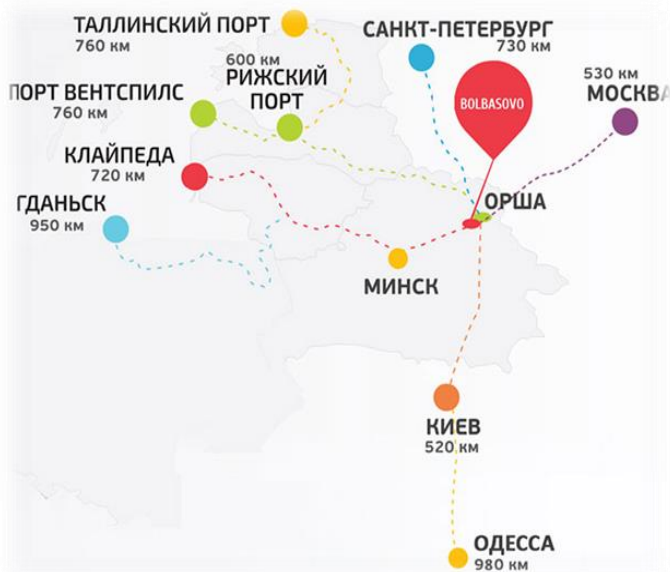 ТАЛЛИНСКИЙ ПОРТ
760 КМ
САНКТ-ПЕТЕРБУРГ
730 КМ
600 КМ
РИЖСКИЙ
ПОРТ
530 КМ
МОСКВА
ПОРТ ВЕНТСПИЛС
760 КМ
BOLBASOVO
КЛАЙПЕДА
720 КМ
ГДАНЬСК
950 КМ
ОРША
МИНСК
КИЕВ
520 КМ
ОДЕССА
980 КМ